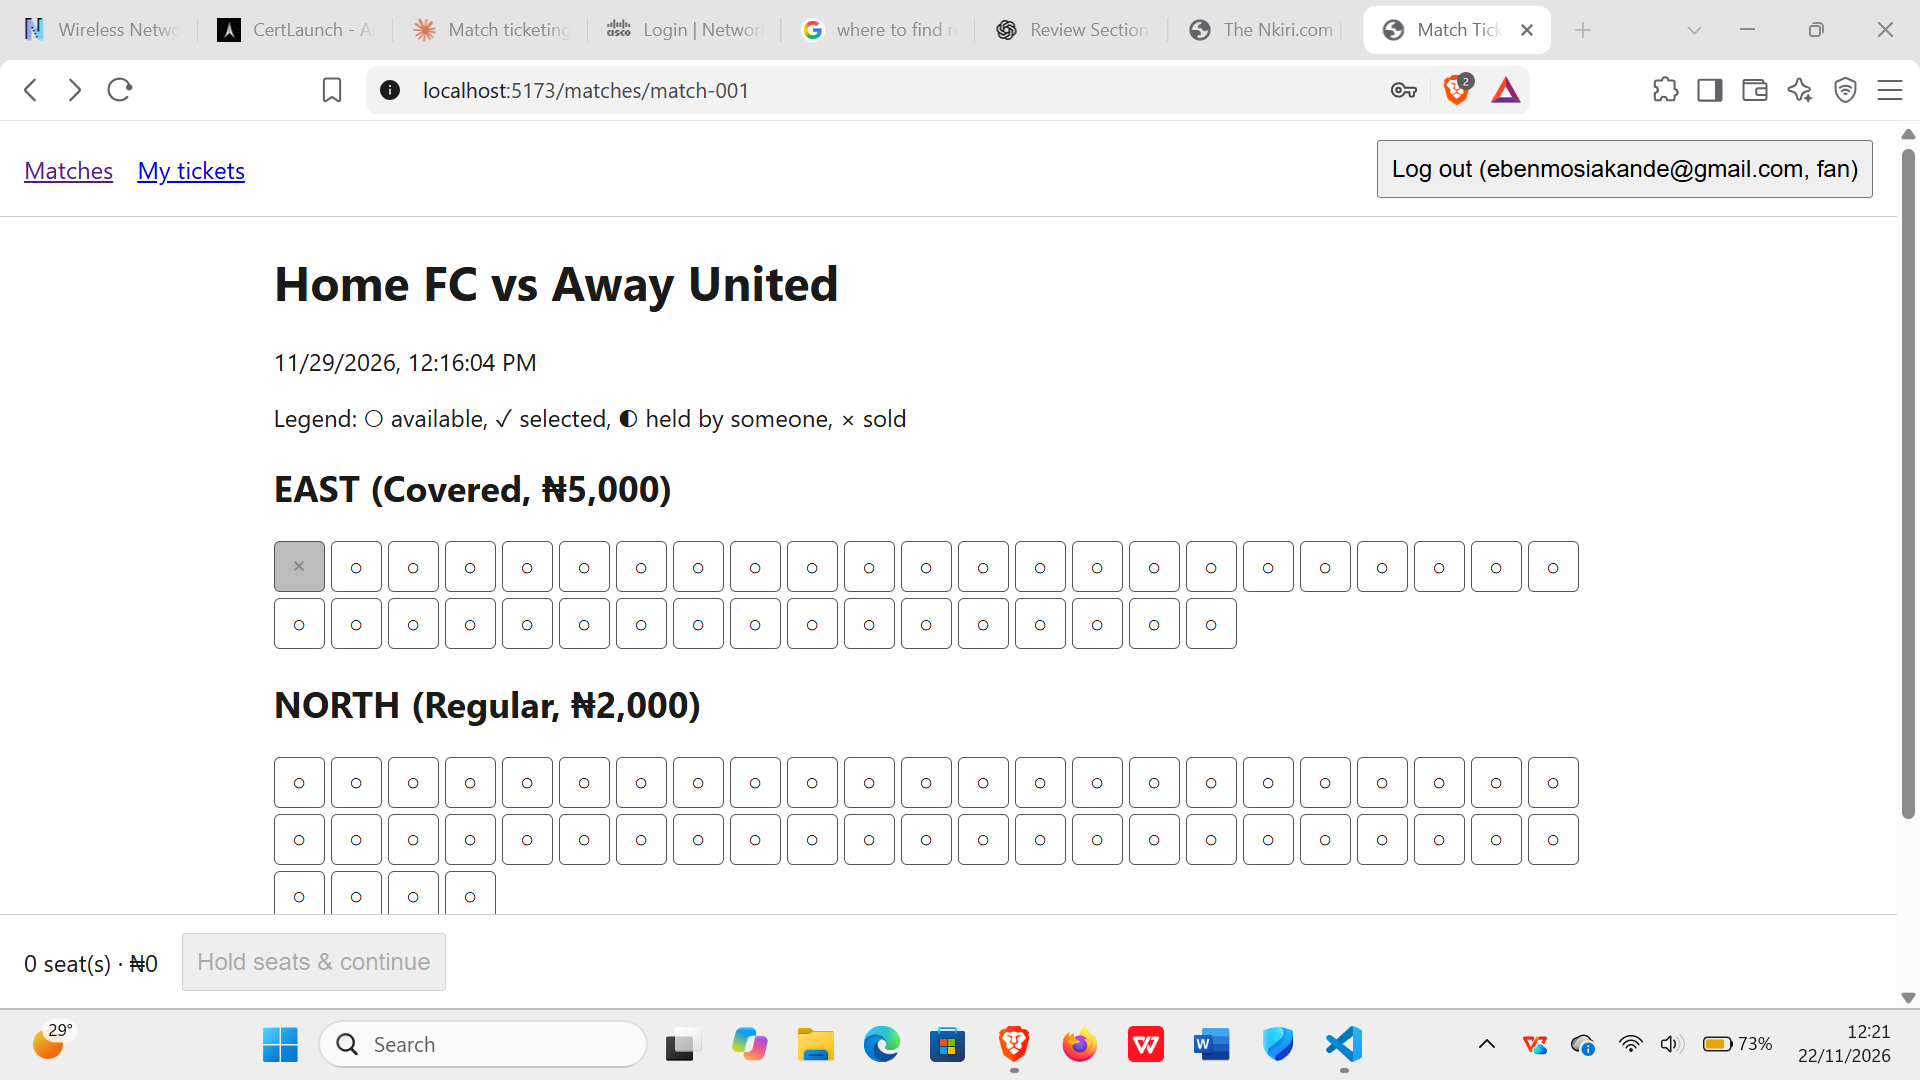 Wireless Netwo
CertLaunch - A
Match ticketing
Login | Networ
where to find r
Review Section
The Nkiri.com
Match Tick
localhost:5173/matches/match-001
2
Matches My tickets
Log out (ebenmosiakande@gmail.com, fan)
Home FC vs Away United
11/29/2026, 12:16:04 PM
Legend: ○ available, ✓ selected, ◐ held by someone, × sold
EAST (Covered, ₦5,000)
× ○ ○ ○ ○ ○ ○ ○ ○ ○ ○ ○ ○ ○ ○ ○ ○ ○ ○ ○ ○ ○ ○
○ ○ ○ ○ ○ ○ ○ ○ ○ ○ ○ ○ ○ ○ ○ ○ ○
NORTH (Regular, ₦2,000)
○ ○ ○ ○ ○ ○ ○ ○ ○ ○ ○ ○ ○ ○ ○ ○ ○ ○ ○ ○ ○ ○ ○
○ ○ ○ ○ ○ ○ ○ ○ ○ ○ ○ ○ ○ ○ ○ ○ ○ ○ ○ ○ ○ ○ ○
○ ○ ○ ○
0 seat(s) · ₦0
Hold seats & continue
29°
Search
73%
12:21
22/11/2026